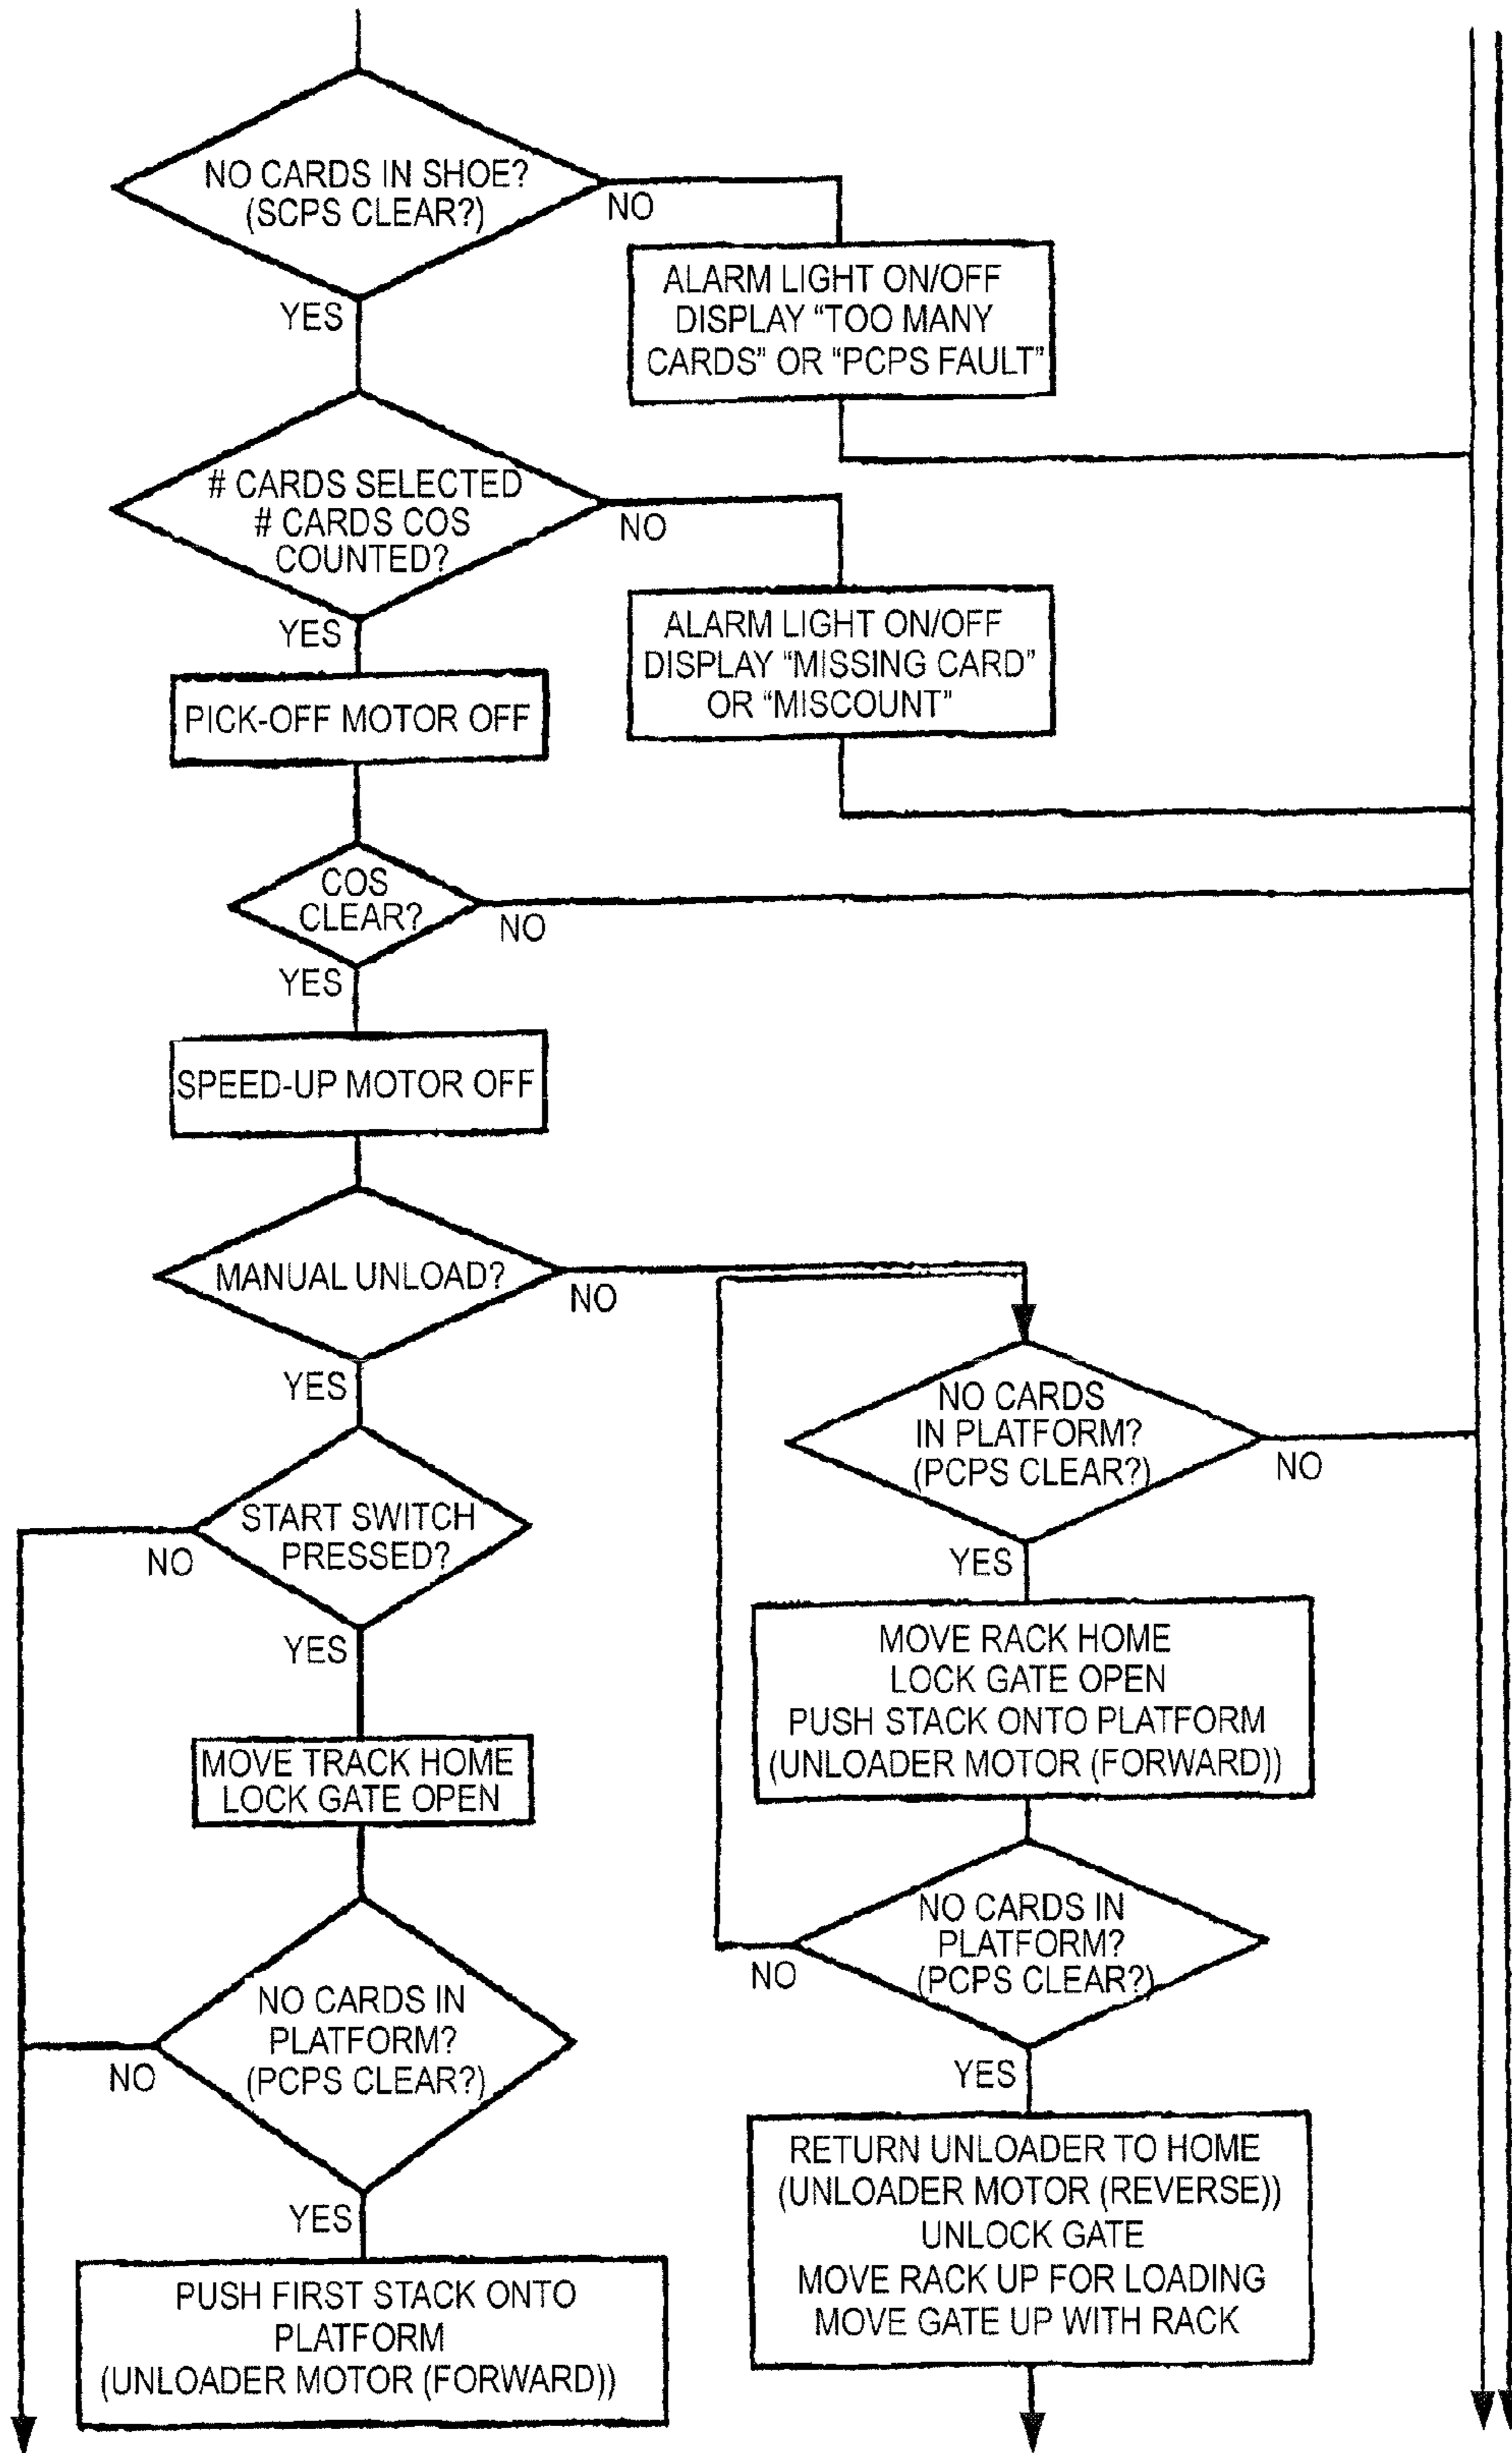 NO CARDS IN SHOE?
(SCPS CLEAR?)
NO
YES
ALARM LIGHT ON/OFF
DISPLAY “TOO MANY
CARDS” OR “PCPS FAULT”
# CARDS SELECTED
# CARDS COS
COUNTED?
NO
YES
ALARM LIGHT ON/OFF
DISPLAY “MISSING CARD”
OR “MISCOUNT”
PICK-OFF MOTOR OFF
COS
CLEAR?
NO
YES
SPEED-UP MOTOR OFF
MANUAL UNLOAD?
NO
YES
START SWITCH
PRESSED?
NO
YES
MOVE TRACK HOME
LOCK GATE OPEN
NO CARDS IN
PLATFORM?
(PCPS CLEAR?)
NO
YES
PUSH FIRST STACK ONTO
PLATFORM
(UNLOADER MOTOR (FORWARD))
NO CARDS
IN PLATFORM?
(PCPS CLEAR?)
NO
YES
MOVE RACK HOME
LOCK GATE OPEN
PUSH STACK ONTO PLATFORM
(UNLOADER MOTOR (FORWARD))
NO CARDS IN
PLATFORM?
(PCPS CLEAR?)
NO
YES
RETURN UNLOADER TO HOME
(UNLOADER MOTOR (REVERSE))
UNLOCK GATE
MOVE RACK UP FOR LOADING
MOVE GATE UP WITH RACK